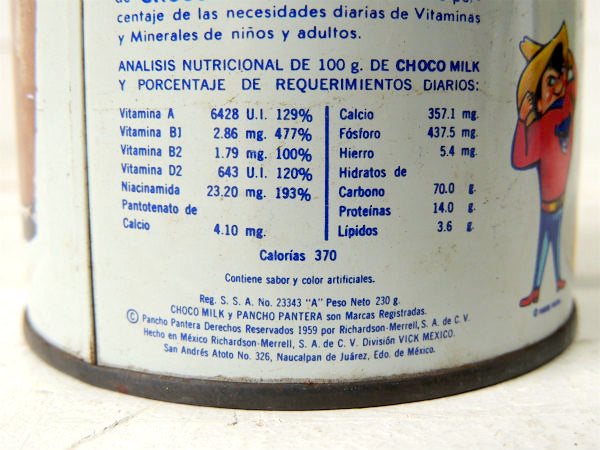 centaje de las necesidades diarias de Vitaminas
y Minerales de niños y adultos.
ANALISIS NUTRICIONAL DE 100 g. DE CHOCO MILK
Y PORCENTAJE DE REQUERIMIENTOS DIARIOS:
Vitamina A 6428 U.I. 129%
Vitamina B1 2.86 mg. 477%
Vitamina B2 1.79 mg. 100%
Vitamina D2 643 U.I. 120%
Niacinamida 23.20 mg. 193%
Pantotenato de
Calcio 4.10 mg.
Calcio 357.1 mg.
Fósforo 437.5 mg.
Hierro 5.4 mg.
Hidratos de
Carbono 70.0 g.
Proteínas 14.0 g.
Lípidos 3.6 g.
Calorías 370
Contiene sabor y color artificiales.
Reg. S. S. A. No. 23343 "A" Peso Neto 230 g.
CHOCO MILK y PANCHO PANTERA son Marcas Registradas.
© Pancho Pantera Derechos Reservados 1959 por Richardson-Merrell, S. A. de C. V.
Hecho en México Richardson-Merrell, S. A. de C. V. División VICK MEXICO.
San Andrés Atoto No. 326, Naucalpan de Juárez, Edo. de México.